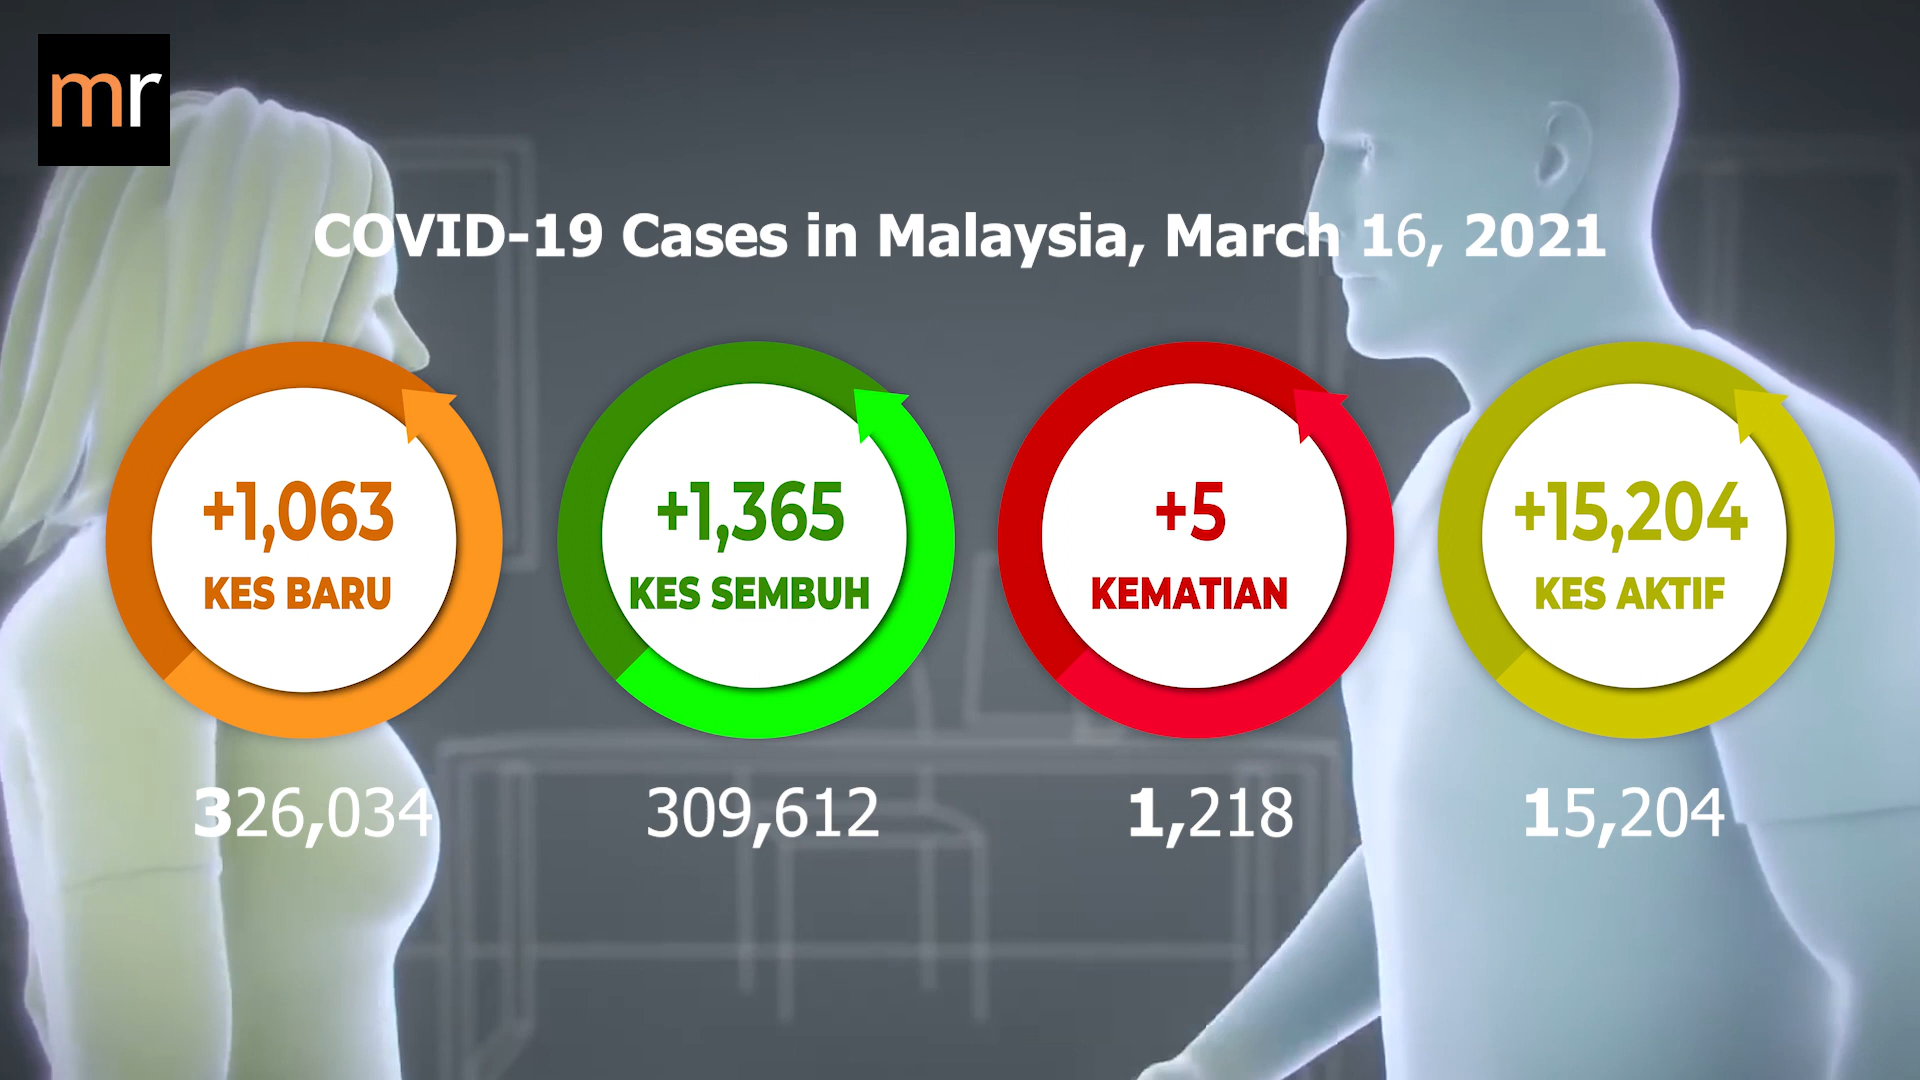 mr
COVID-19 Cases in Malaysia, March 16, 2021
+1,063
KES BARU
326,034
+1,365
KES SEMBUH
309,612
+5
KEMATIAN
1,218
+15,204
KES AKTIF
15,204